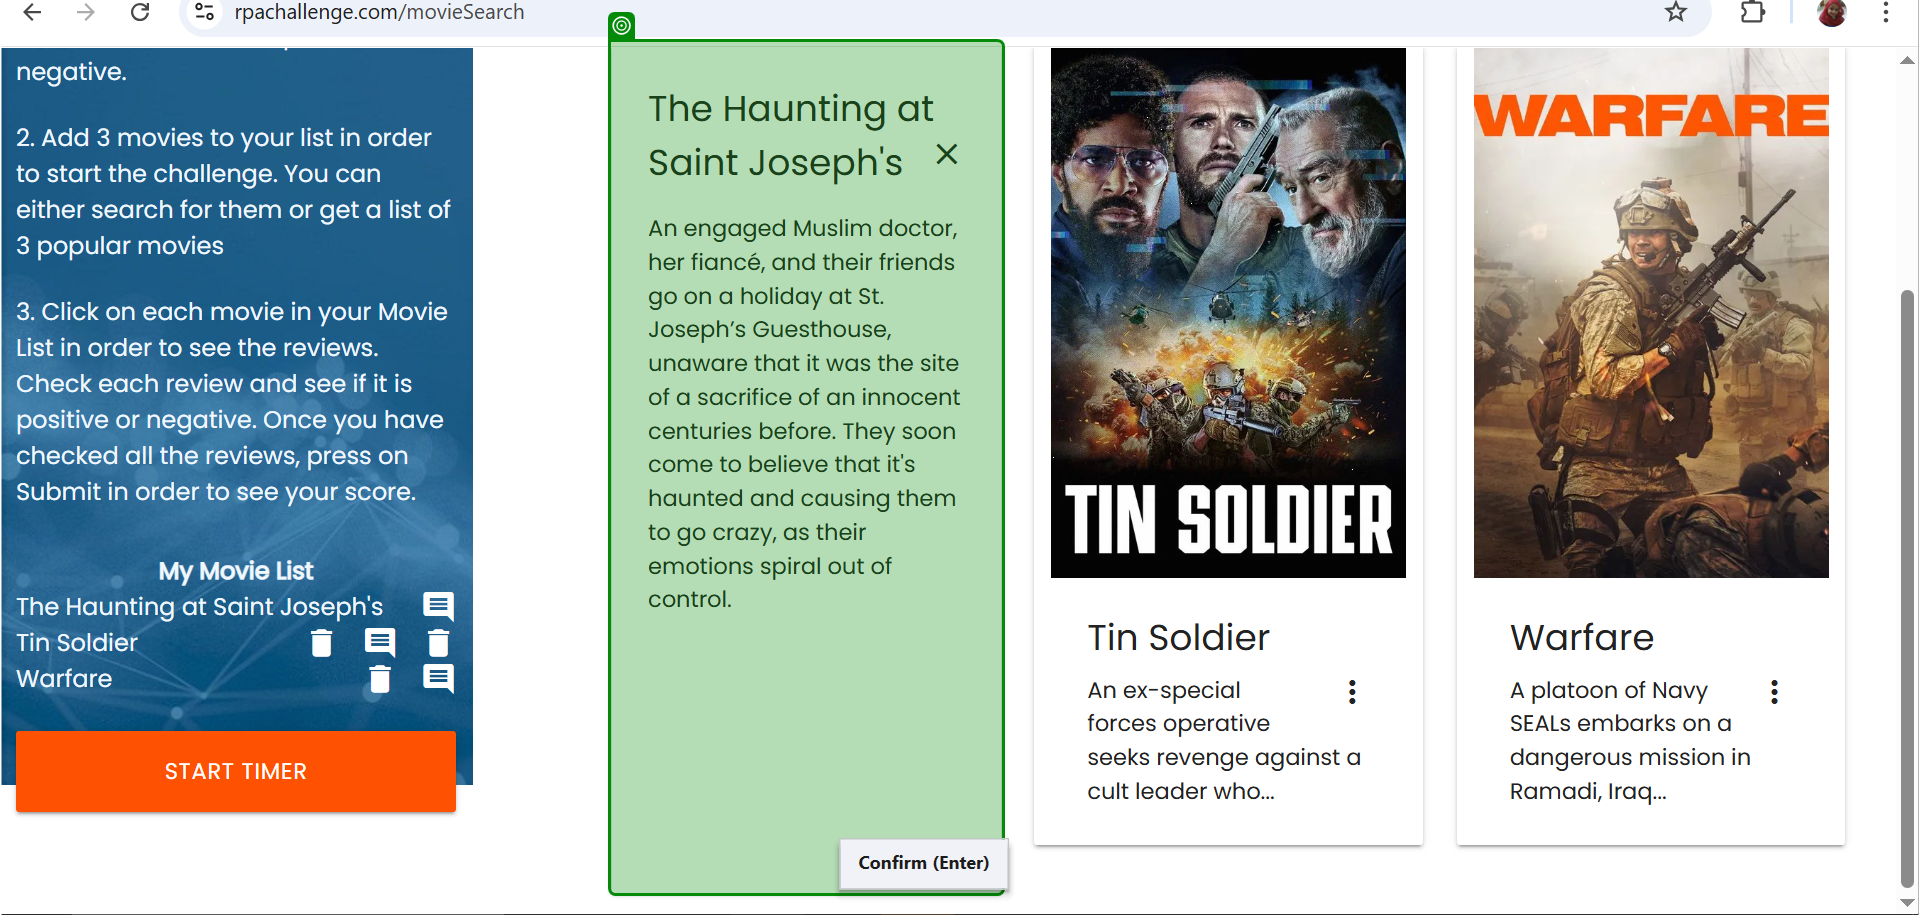 rpachallenge.com/movieSearch
negative.
2. Add 3 movies to your list in order
to start the challenge. You can
either search for them or get a list of
3 popular movies
3. Click on each movie in your Movie
List in order to see the reviews.
Check each review and see if it is
positive or negative. Once you have
checked all the reviews, press on
Submit in order to see your score.
My Movie List
The Haunting at Saint Joseph's
Tin Soldier
Warfare
START TIMER
The Haunting at
Saint Joseph's
An engaged Muslim doctor,
her fiancé, and their friends
go on a holiday at St.
Joseph’s Guesthouse,
unaware that it was the site
of a sacrifice of an innocent
centuries before. They soon
come to believe that it's
haunted and causing them
to go crazy, as their
emotions spiral out of
control.
Confirm (Enter)
TIN SOLDIER
Tin Soldier
An ex-special
forces operative
seeks revenge against a
cult leader who...
WARFARE
Warfare
A platoon of Navy
SEALs embarks on a
dangerous mission in
Ramadi, Iraq...